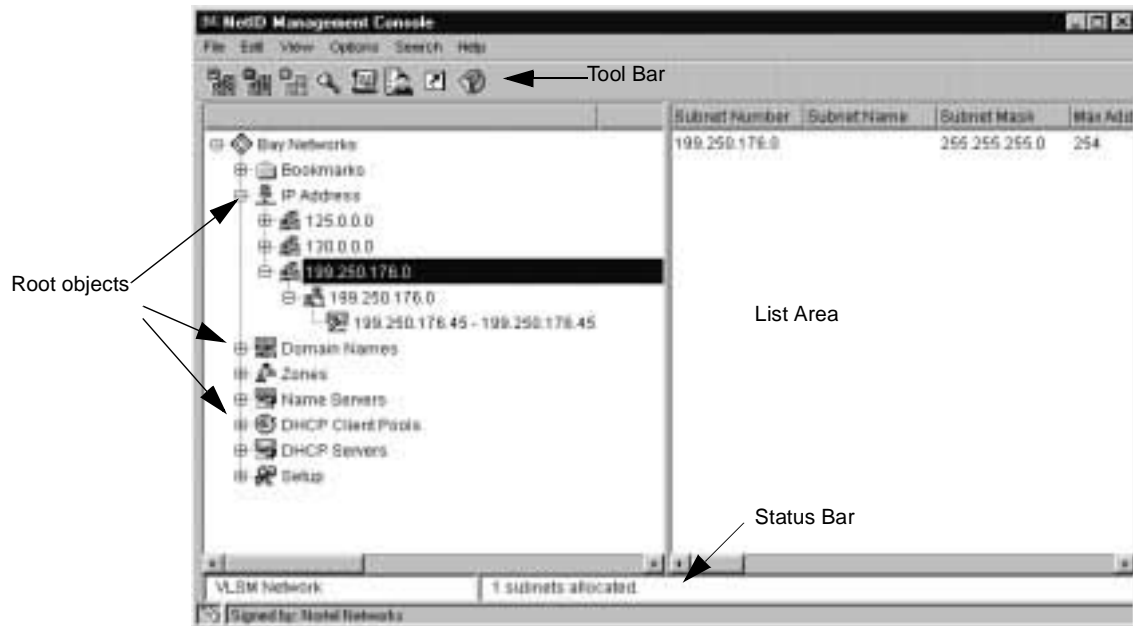 NetID Management Console
File Edit View Options Search Help
Tool Bar
Subnet Number Subnet Name Subnet Mask Max Add
199.250.176.0 255.255.255.0 254
Bay Networks
Bookmarks
IP Address
125.0.0.0
130.0.0.0
199.250.176.0
199.250.176.0
199.250.176.45 - 199.250.176.45
Domain Names
Zones
Name Servers
DHCP Client Pools
DHCP Servers
Setup
Root objects
List Area
Status Bar
VLSM Network 1 subnets allocated.
Signed by: Nortel Networks